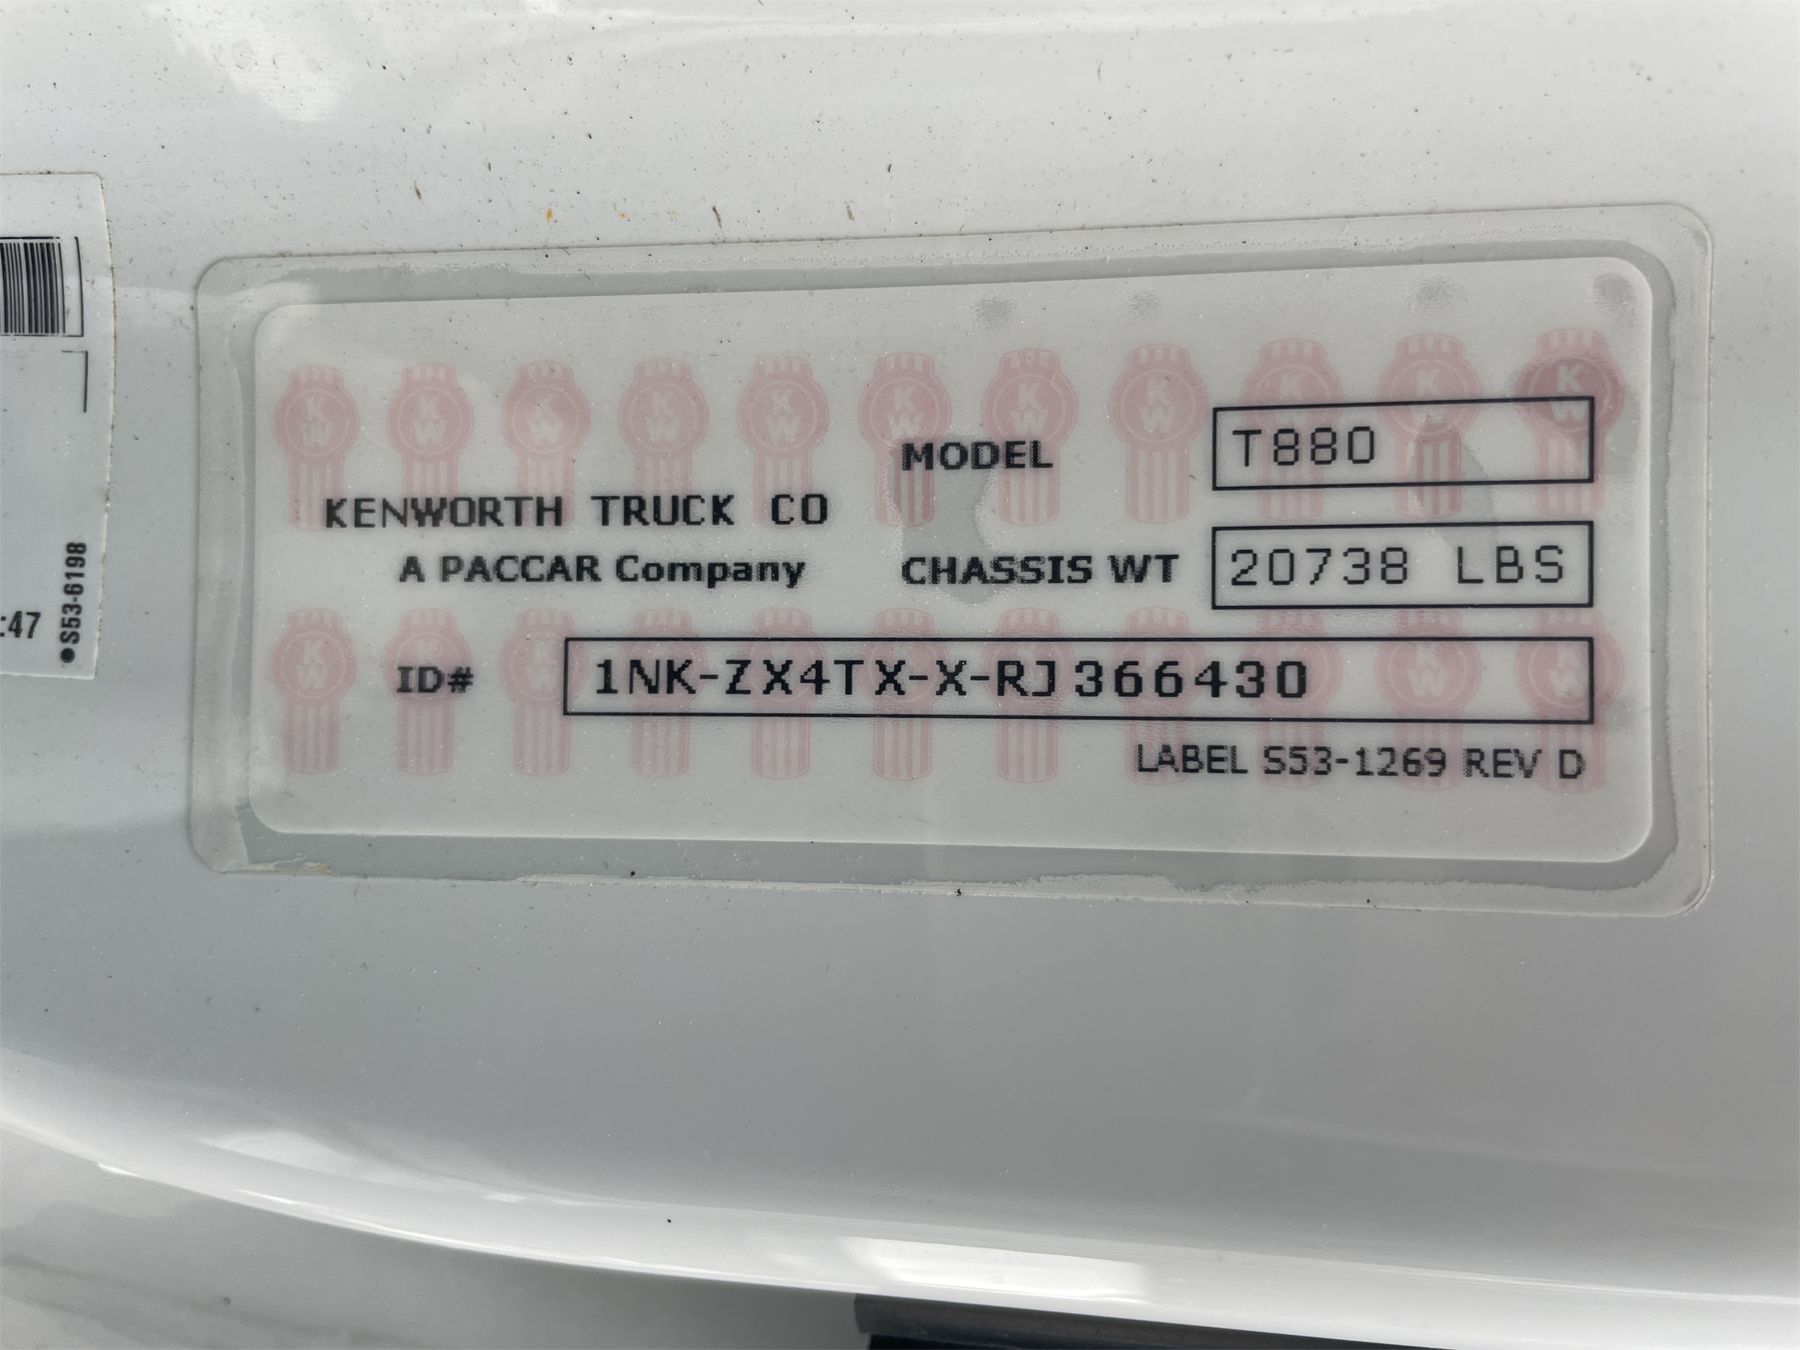 MODEL T880
KENWORTH TRUCK CO
A PACCAR Company
CHASSIS WT 20738 LBS
ID# 1NK-ZX4TX-X-RJ366430
LABEL S53-1269 REV D
:47
●S53-6198